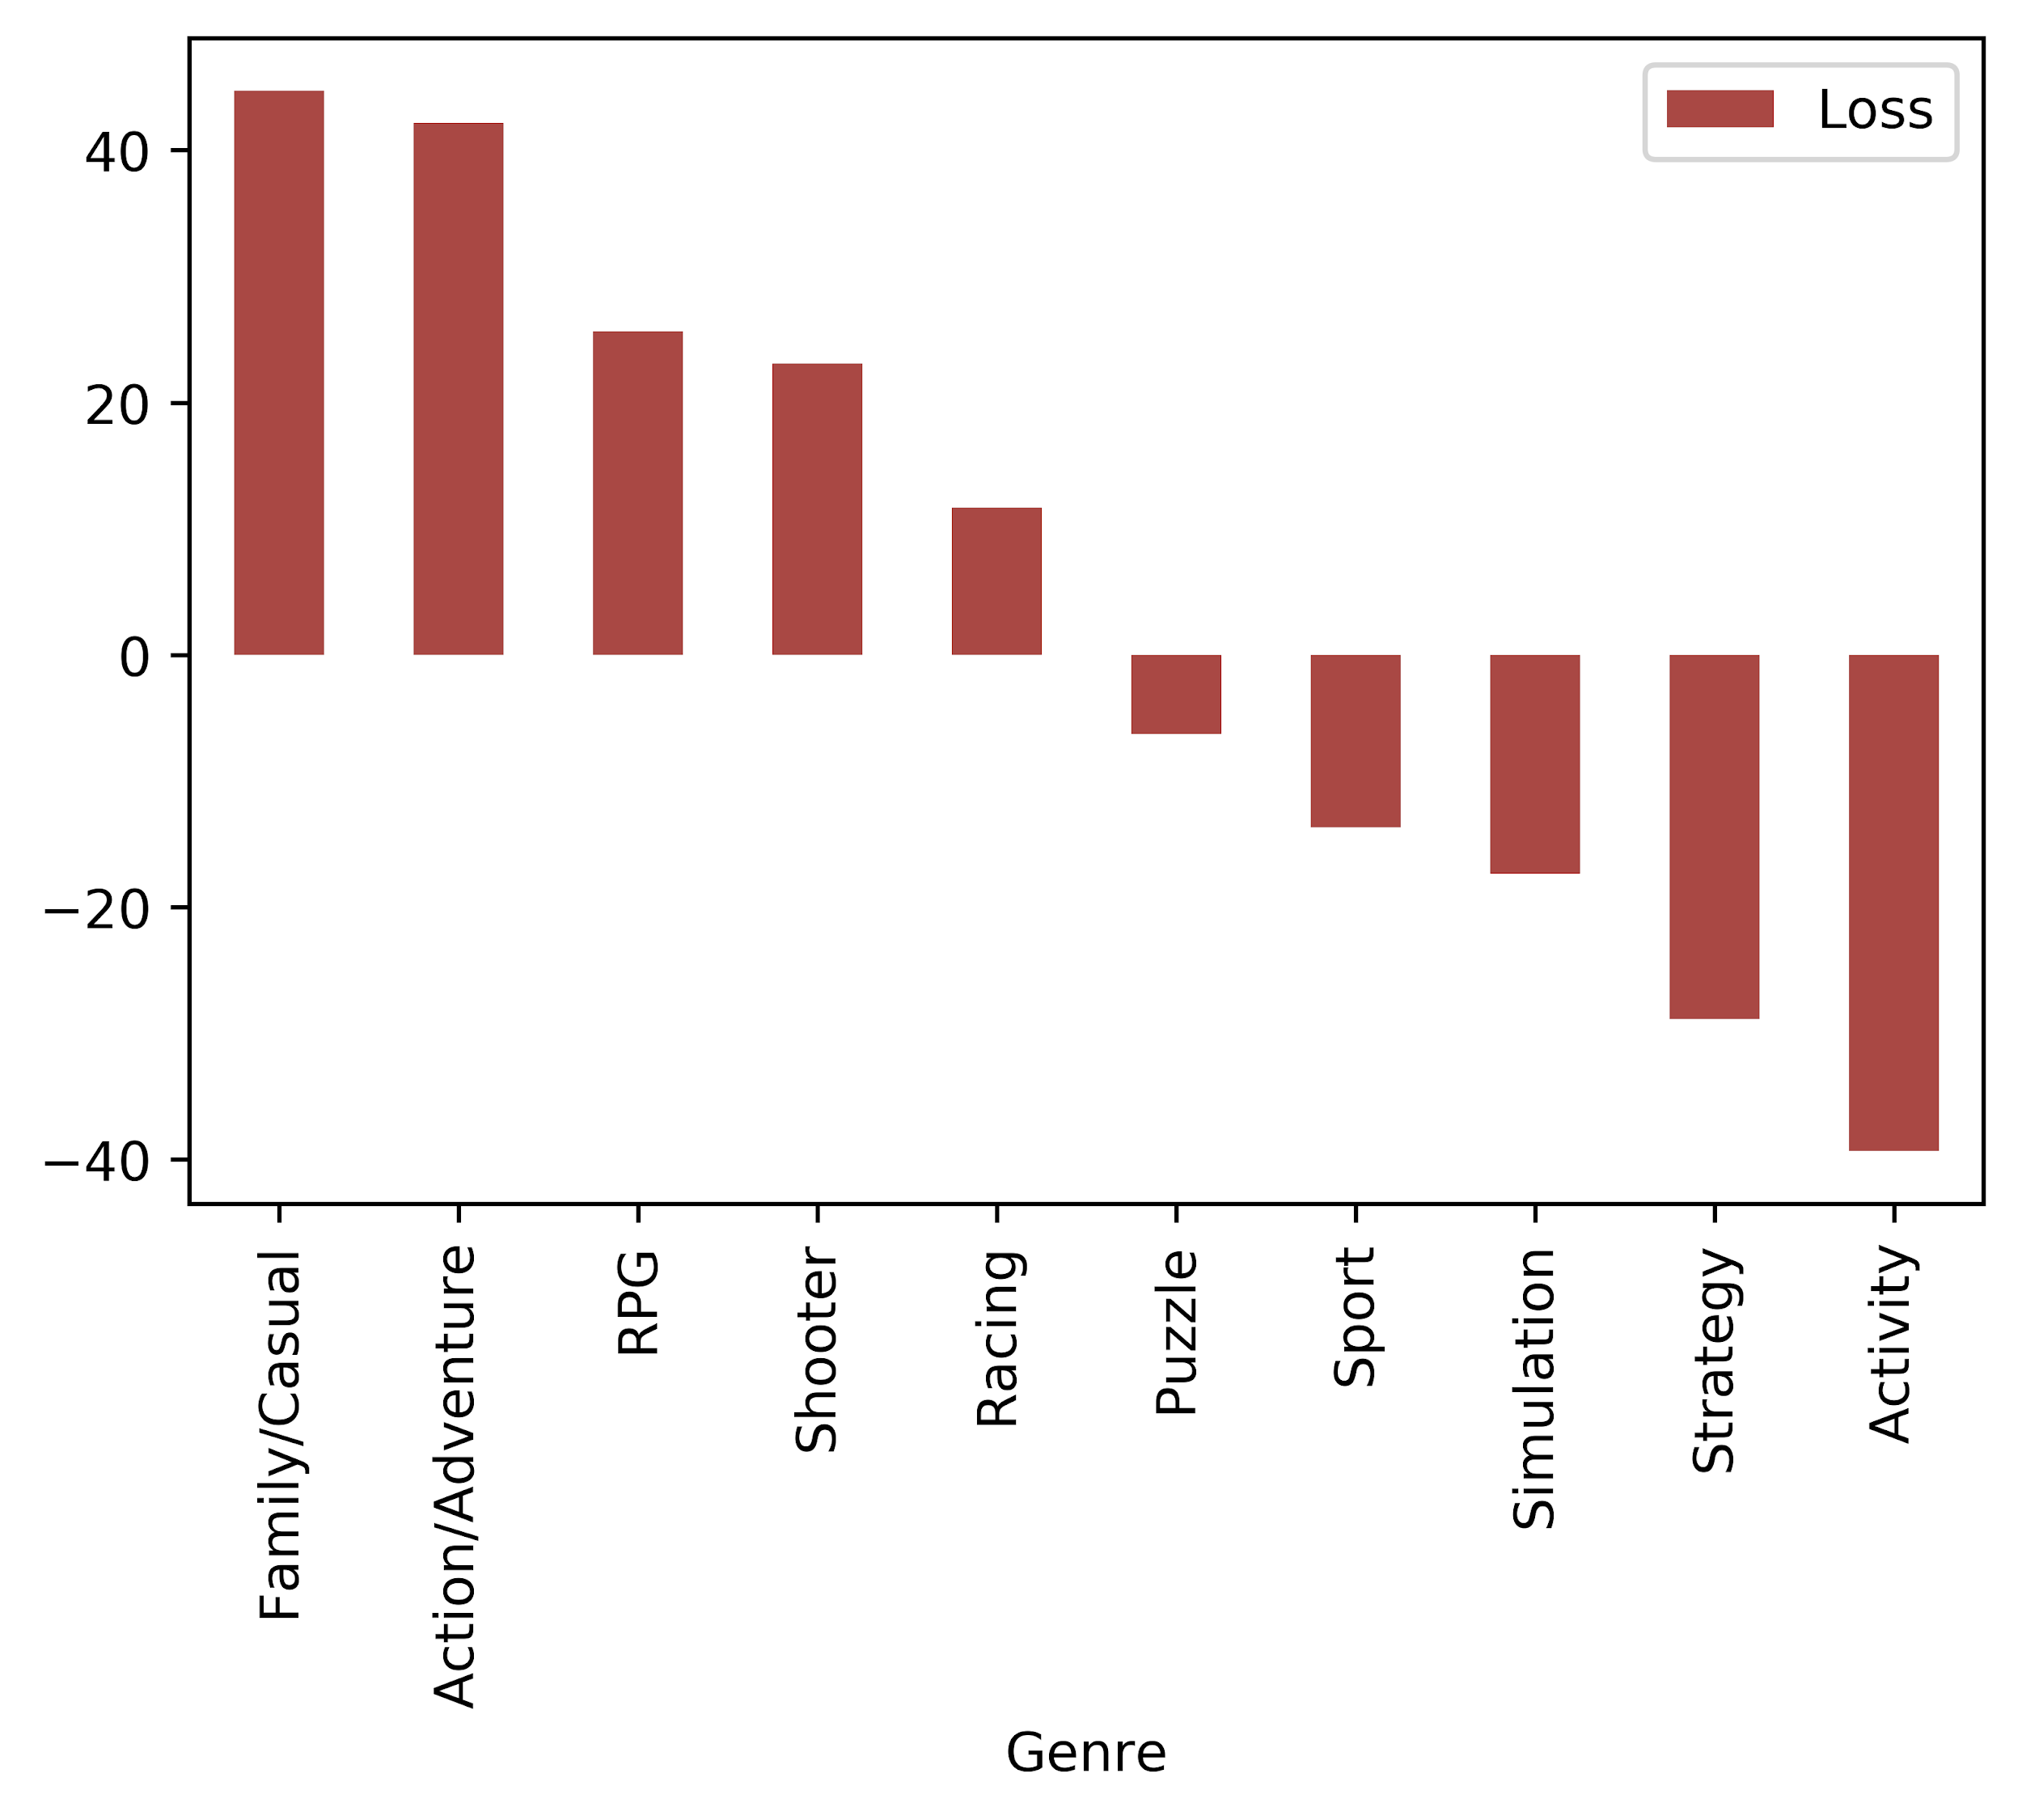 Loss
40
20
0
−20
−40
Family/Casual
Action/Adventure
RPG
Shooter
Racing
Puzzle
Sport
Simulation
Strategy
Activity
Genre